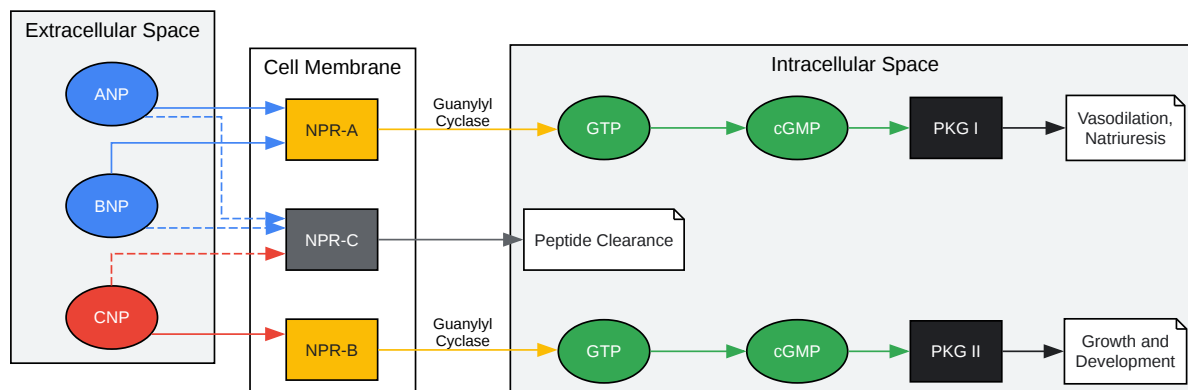 Extracellular Space
Cell Membrane
Intracellular Space
ANP
NPR-A
Guanylyl
Cyclase
GTP
cGMP
PKG I
Vasodilation,
Natriuresis
BNP
NPR-C
Peptide Clearance
CNP
NPR-B
Guanylyl
Cyclase
GTP
cGMP
PKG II
Growth and
Development